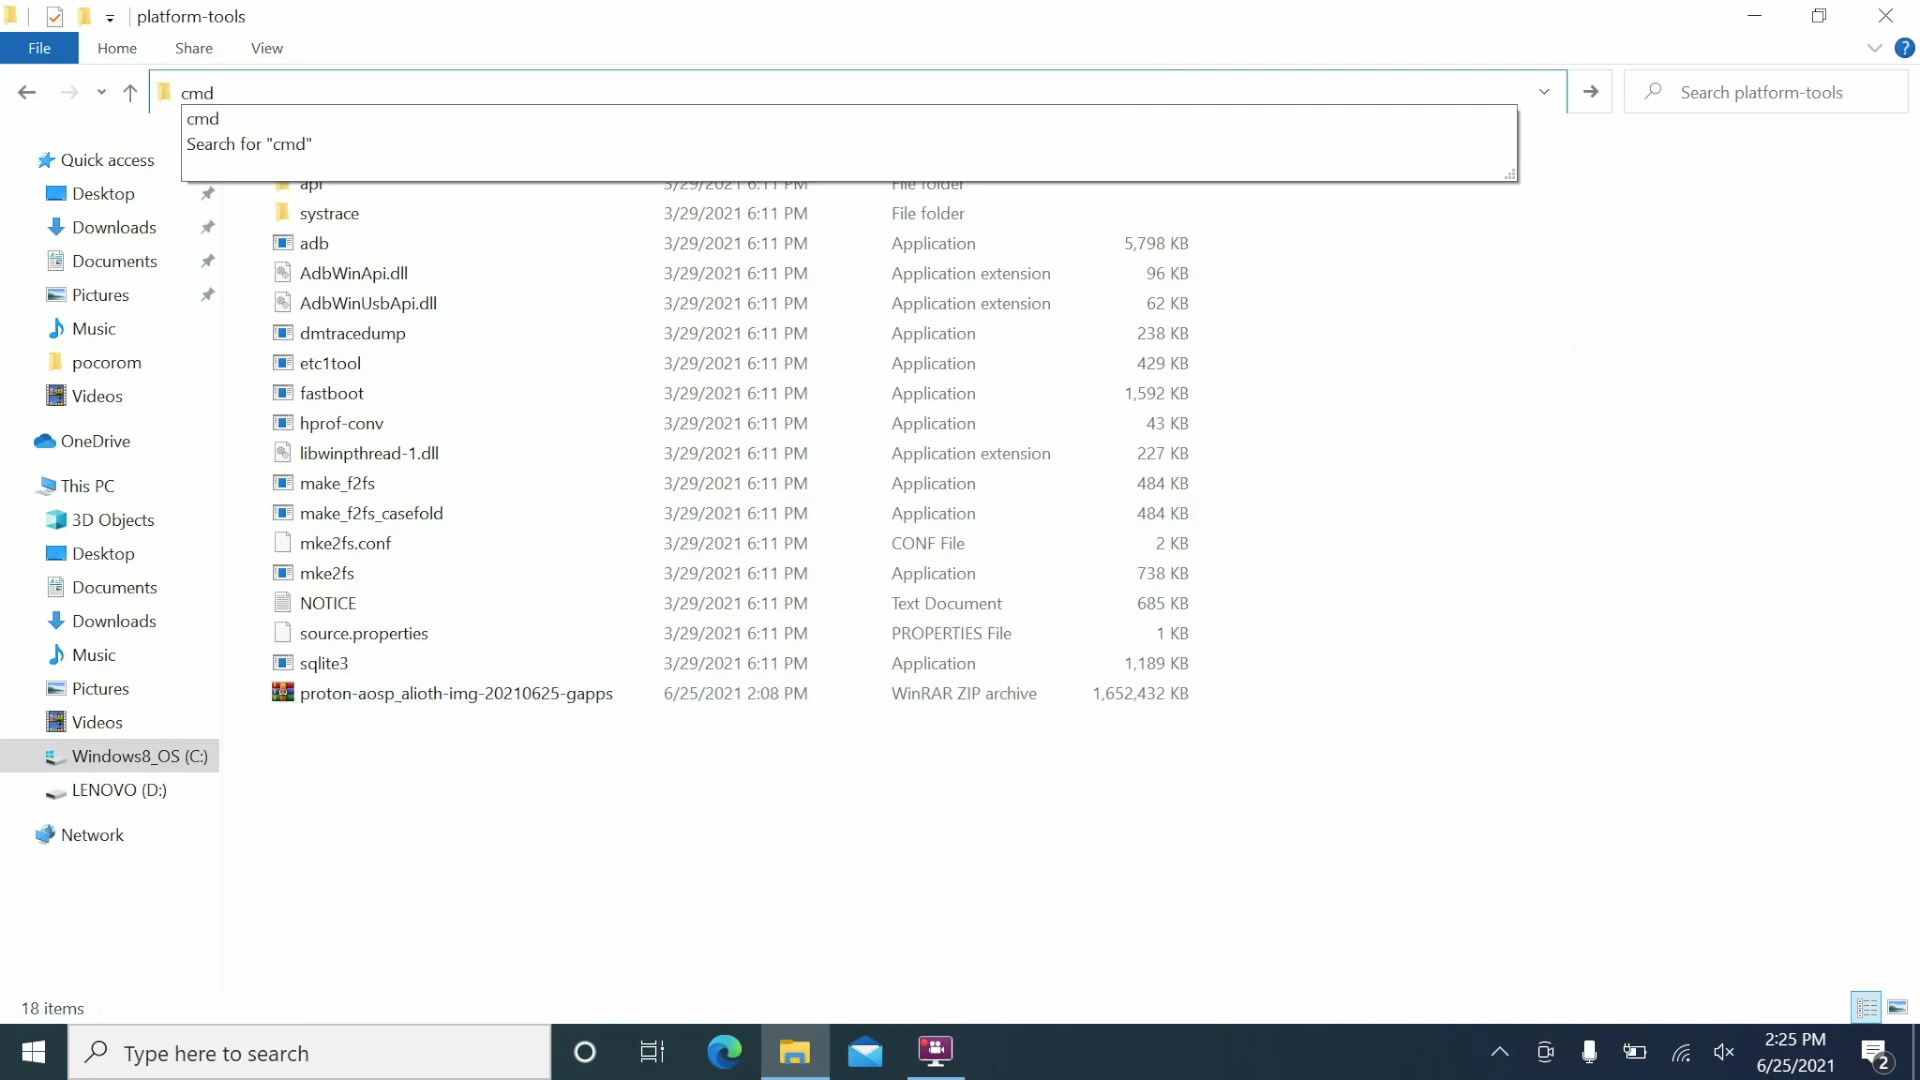 platform-tools
File Home Share View
cmd
Search platform-tools
cmd
Search for "cmd"
Quick access
Desktop
Downloads
Documents
Pictures
Music
pocorom
Videos
OneDrive
This PC
3D Objects
Desktop
Documents
Downloads
Music
Pictures
Videos
Windows8_OS (C:)
LENOVO (D:)
Network
api 3/29/2021 6:11 PM File folder
systrace 3/29/2021 6:11 PM File folder
adb 3/29/2021 6:11 PM Application 5,798 KB
AdbWinApi.dll 3/29/2021 6:11 PM Application extension 96 KB
AdbWinUsbApi.dll 3/29/2021 6:11 PM Application extension 62 KB
dmtracedump 3/29/2021 6:11 PM Application 238 KB
etc1tool 3/29/2021 6:11 PM Application 429 KB
fastboot 3/29/2021 6:11 PM Application 1,592 KB
hprof-conv 3/29/2021 6:11 PM Application 43 KB
libwinpthread-1.dll 3/29/2021 6:11 PM Application extension 227 KB
make_f2fs 3/29/2021 6:11 PM Application 484 KB
make_f2fs_casefold 3/29/2021 6:11 PM Application 484 KB
mke2fs.conf 3/29/2021 6:11 PM CONF File 2 KB
mke2fs 3/29/2021 6:11 PM Application 738 KB
NOTICE 3/29/2021 6:11 PM Text Document 685 KB
source.properties 3/29/2021 6:11 PM PROPERTIES File 1 KB
sqlite3 3/29/2021 6:11 PM Application 1,189 KB
proton-aosp_alioth-img-20210625-gapps 6/25/2021 2:08 PM WinRAR ZIP archive 1,652,432 KB
18 items
Type here to search
2:25 PM
6/25/2021
2